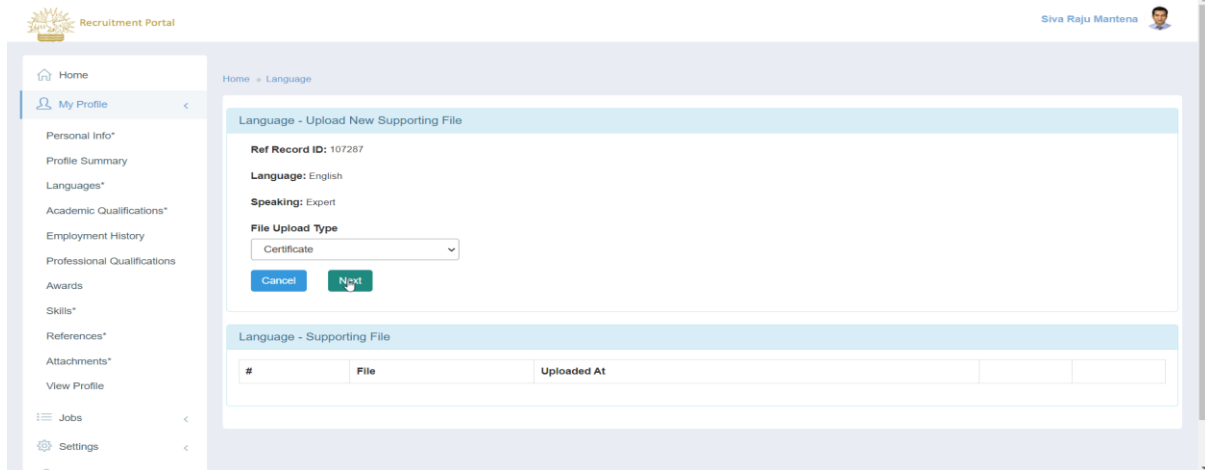 Recruitment Portal
Siva Raju Mantena
Home
My Profile
Personal Info*
Profile Summary
Languages*
Academic Qualifications*
Employment History
Professional Qualifications
Awards
Skills*
References*
Attachments*
View Profile
Jobs
Settings
Home » Language
Language - Upload New Supporting File
Ref Record ID: 107287
Language: English
Speaking: Expert
File Upload Type
Certificate
Cancel Next
Language - Supporting File
# File Uploaded At